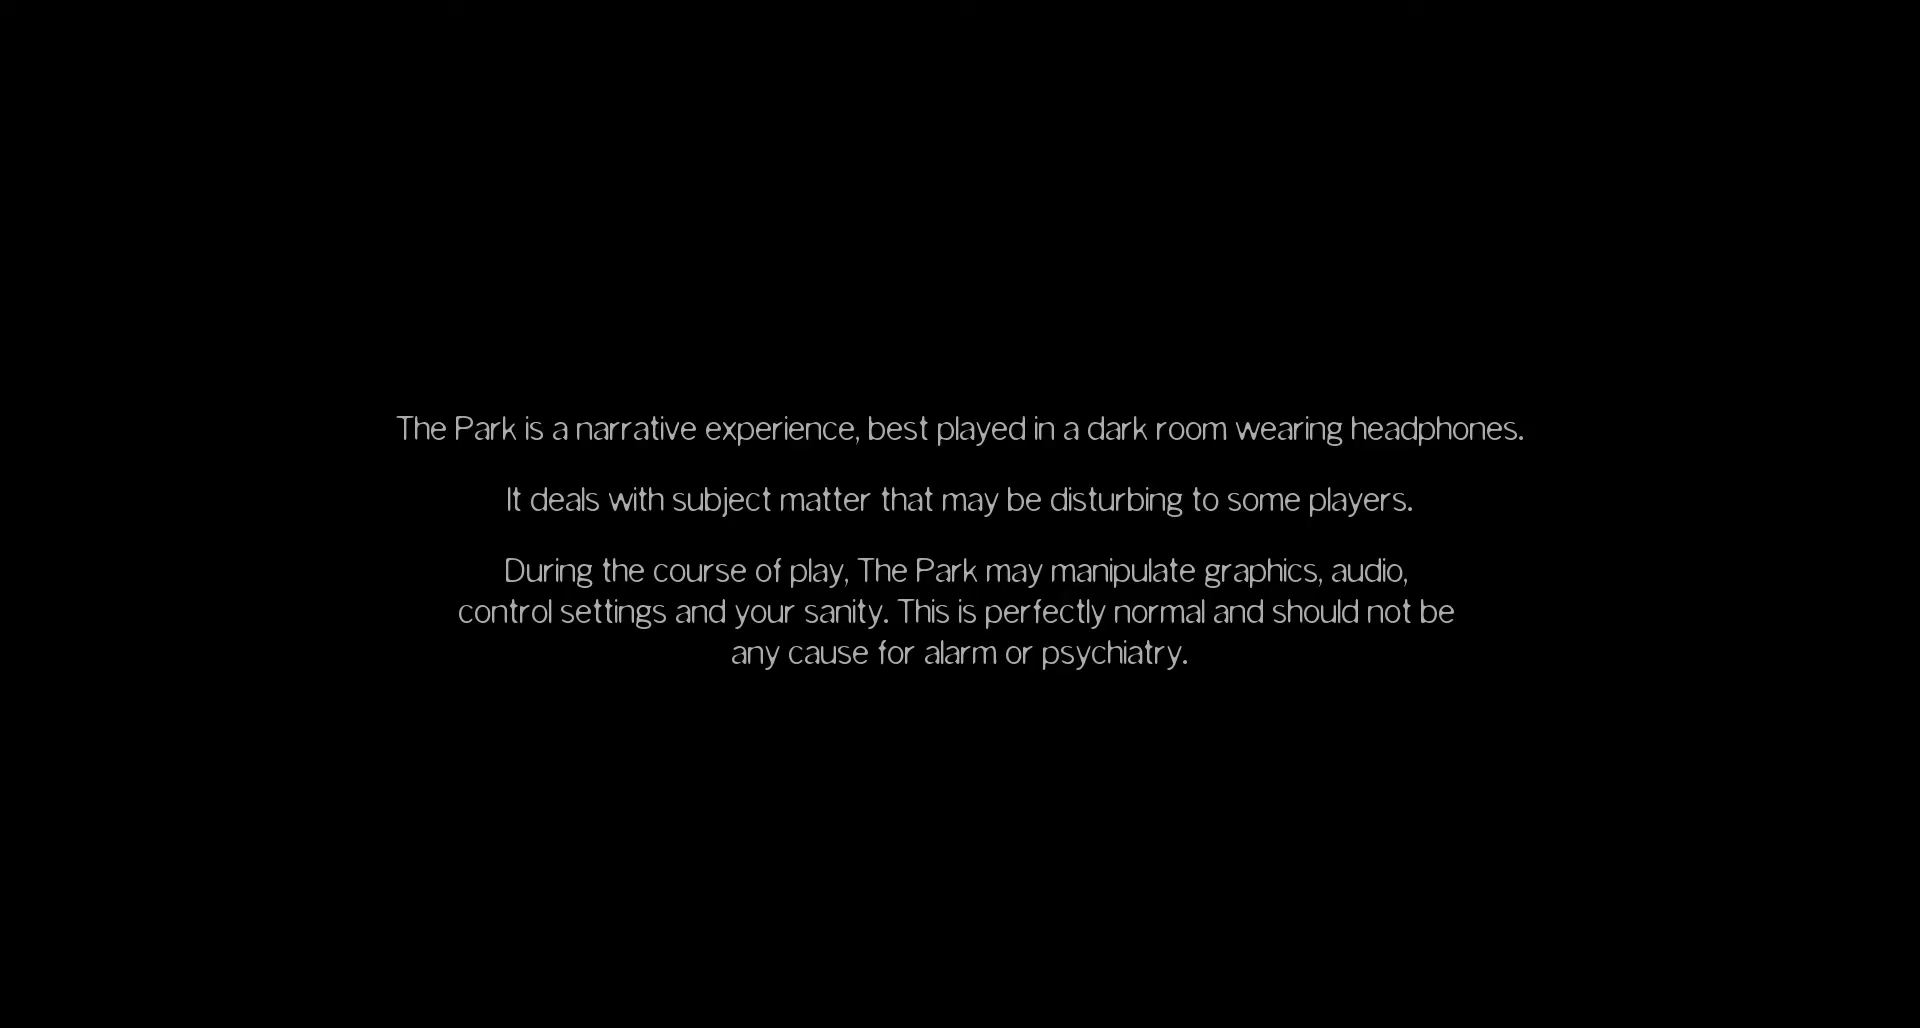 The Park is a narrative experience, best played in a dark room wearing headphones.
It deals with subject matter that may be disturbing to some players.
During the course of play, The Park may manipulate graphics, audio,
control settings and your sanity. This is perfectly normal and should not be
any cause for alarm or psychiatry.